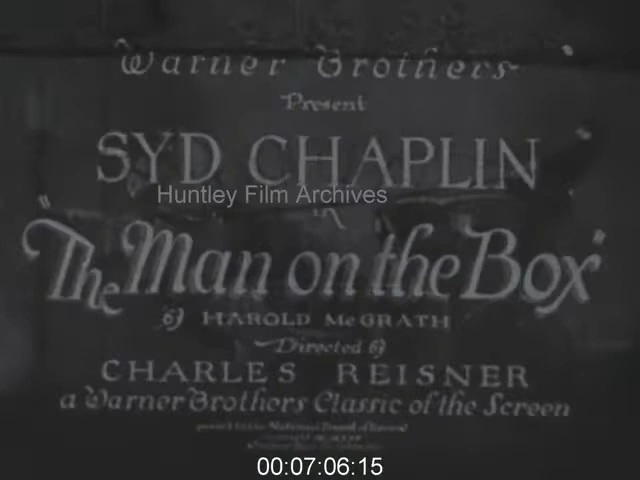 Warner Brothers
Present
SYD CHAPLIN
Huntley Film Archives
in
"The Man on the Box"
by HAROLD McGRATH
Directed by
CHARLES REISNER
a Warner Brothers Classic of the Screen
00:07:06:15